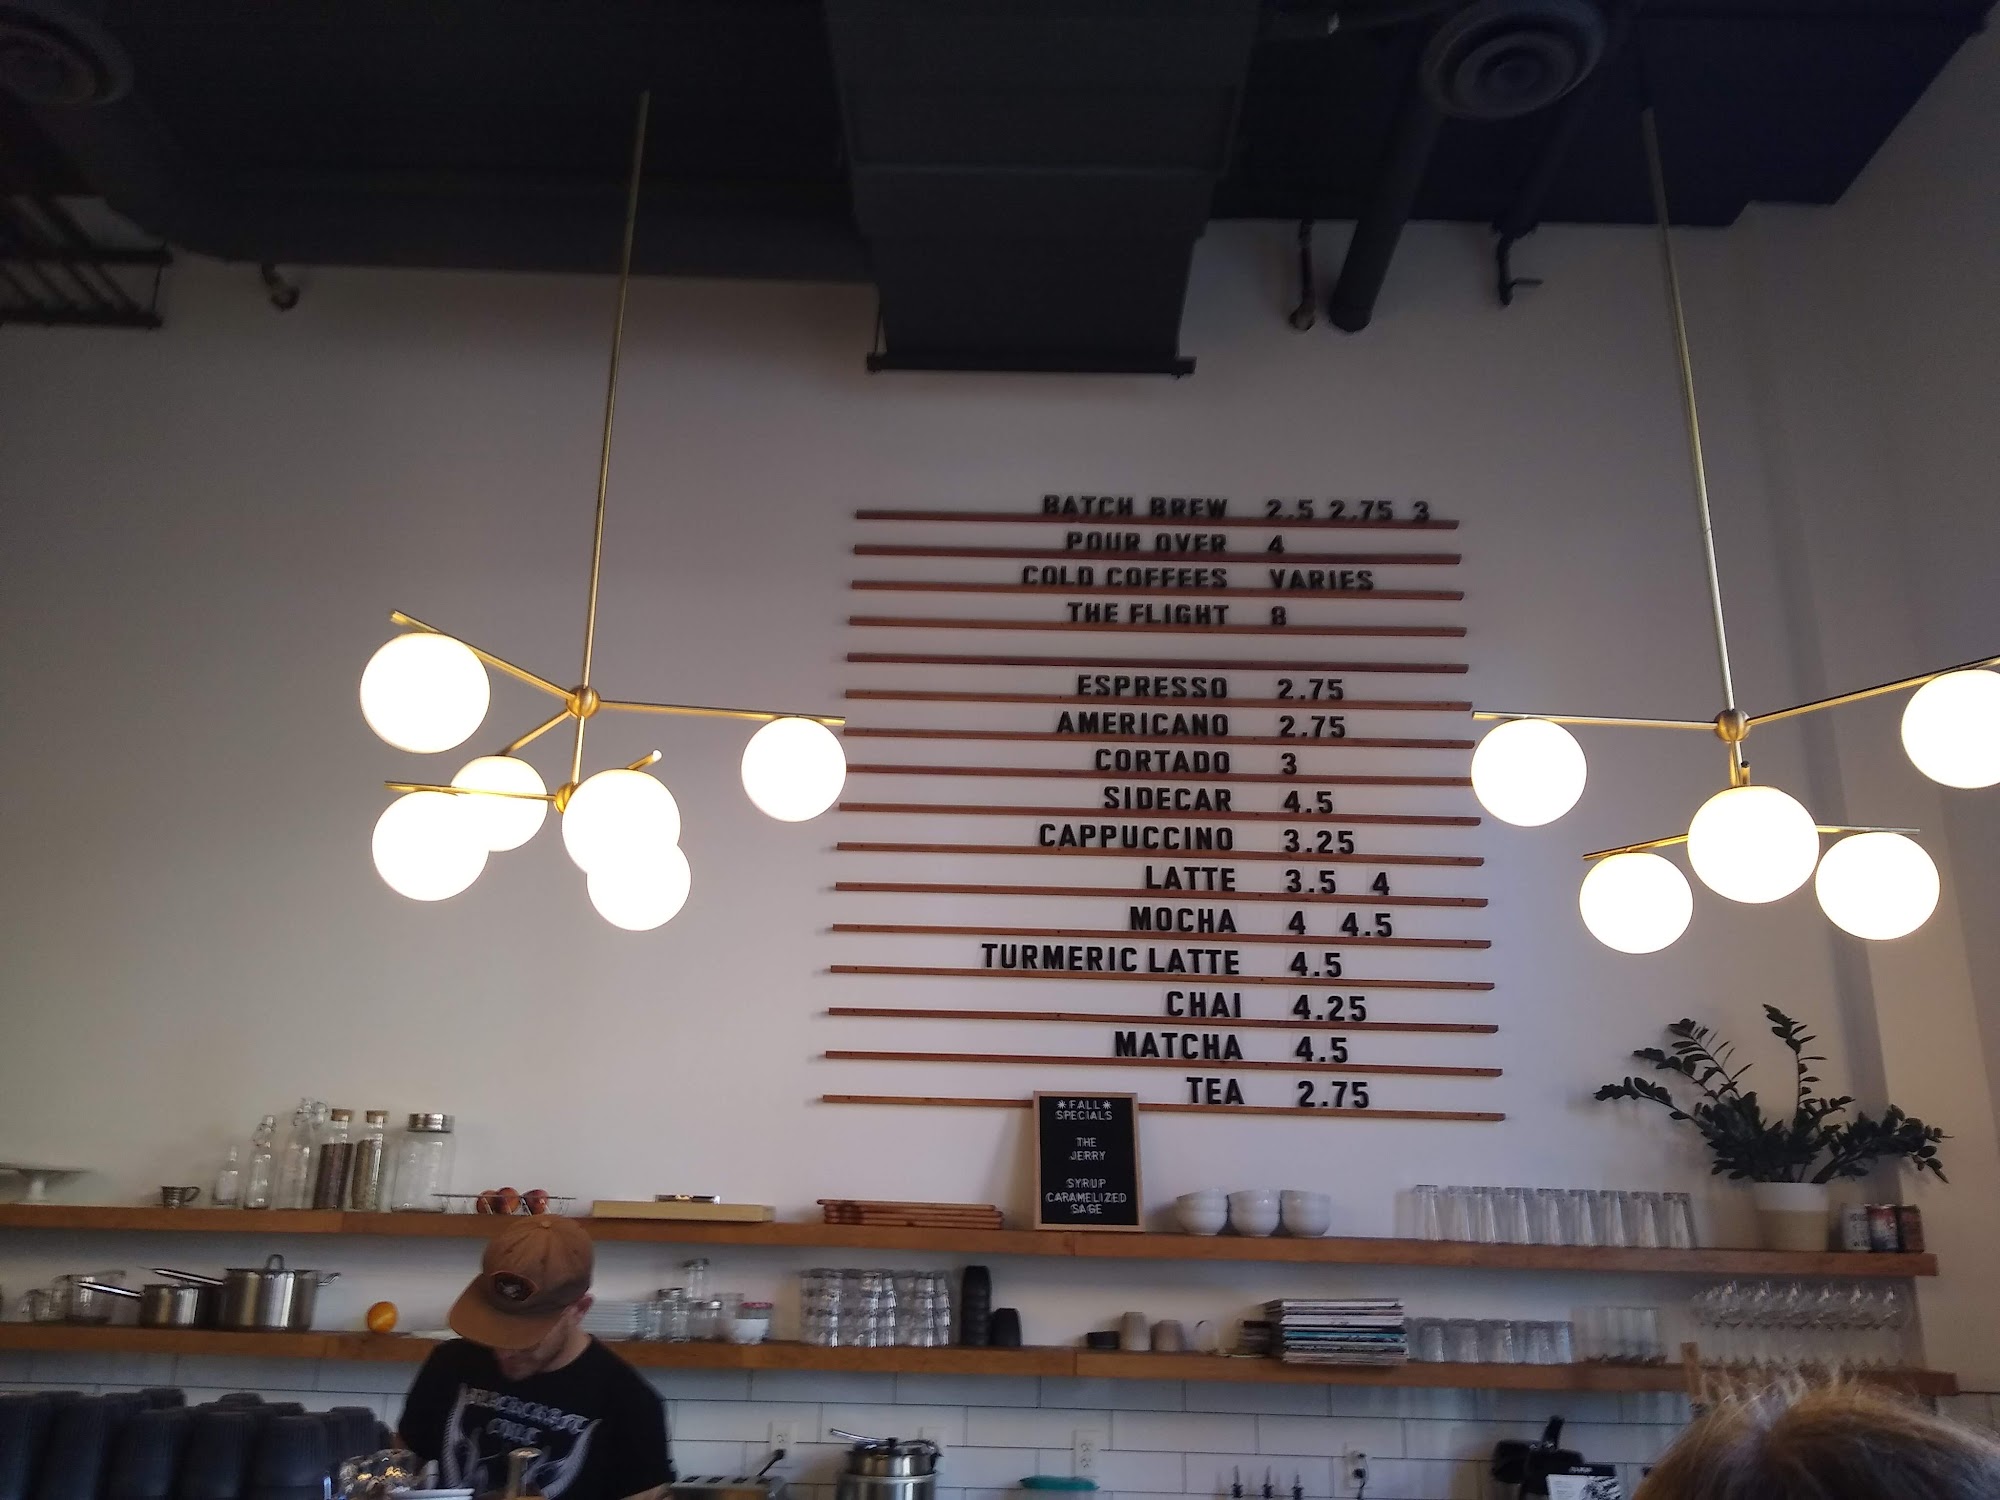 BATCH BREW 2.5 2.75 3
POUR OVER 4
COLD COFFEES VARIES
THE FLIGHT 8
ESPRESSO 2.75
AMERICANO 2.75
CORTADO 3
SIDECAR 4.5
CAPPUCCINO 3.25
LATTE 3.5 4
MOCHA 4 4.5
TURMERIC LATTE 4.5
CHAI 4.25
MATCHA 4.5
TEA 2.75
*FALL*
SPECIALS
THE
JERRY
SYRUP
CARAMELIZED
SAGE